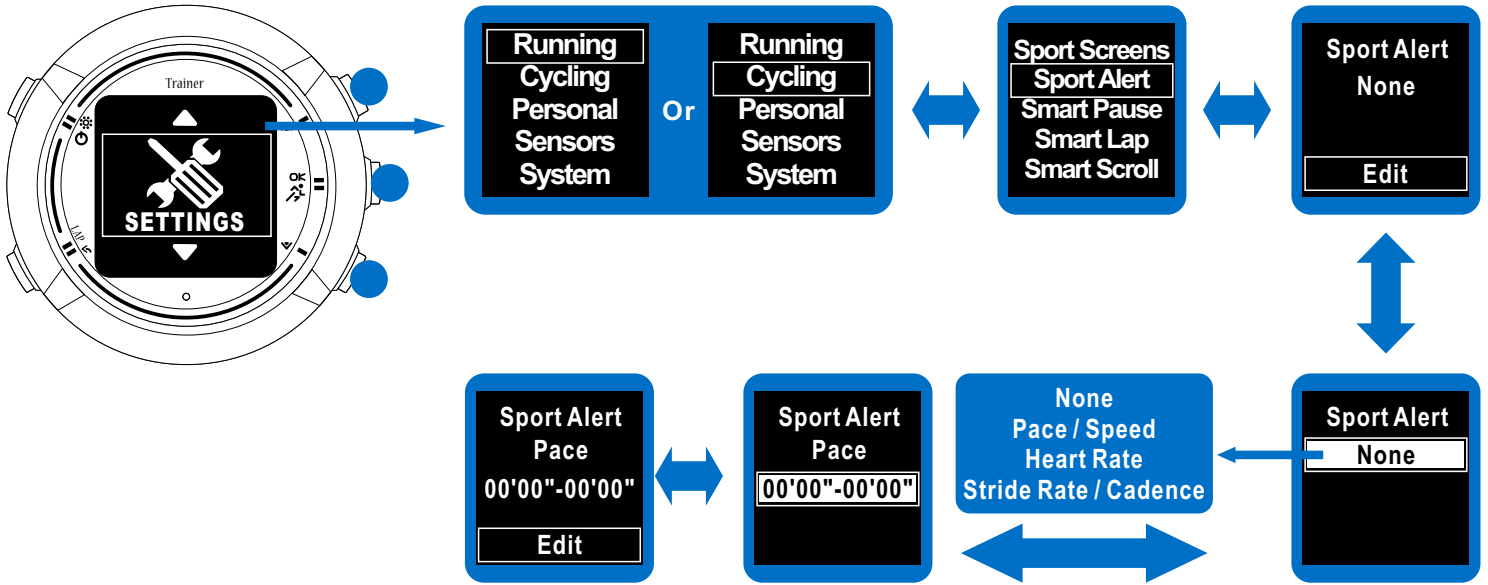 Trainer
SETTINGS
OK
LAP
Running
Cycling
Personal
Sensors
System
Or
Running
Cycling
Personal
Sensors
System
Sport Screens
Sport Alert
Smart Pause
Smart Lap
Smart Scroll
Sport Alert
None
Edit
Sport Alert
Pace
00'00"-00'00"
Edit
Sport Alert
Pace
00'00"-00'00"
None
Pace / Speed
Heart Rate
Stride Rate / Cadence
Sport Alert
None